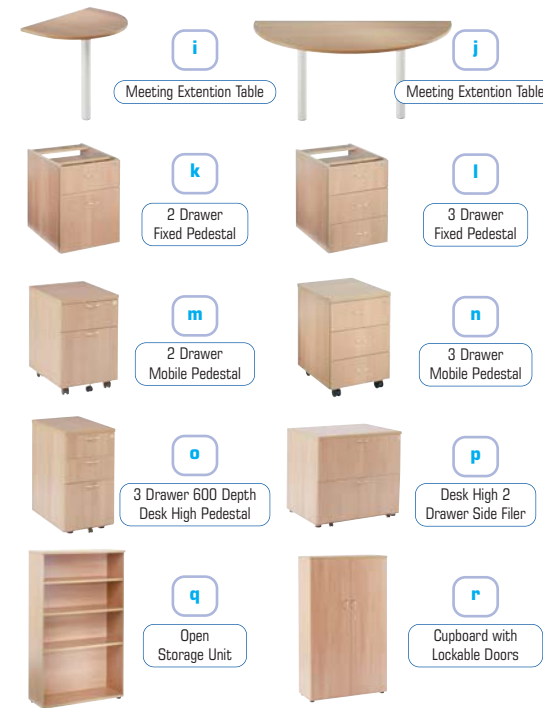 i
Meeting Extention Table
j
Meeting Extention Table
k
2 Drawer
Fixed Pedestal
l
3 Drawer
Fixed Pedestal
m
2 Drawer
Mobile Pedestal
n
3 Drawer
Mobile Pedestal
o
3 Drawer 600 Depth
Desk High Pedestal
p
Desk High 2
Drawer Side Filer
q
Open
Storage Unit
r
Cupboard with
Lockable Doors